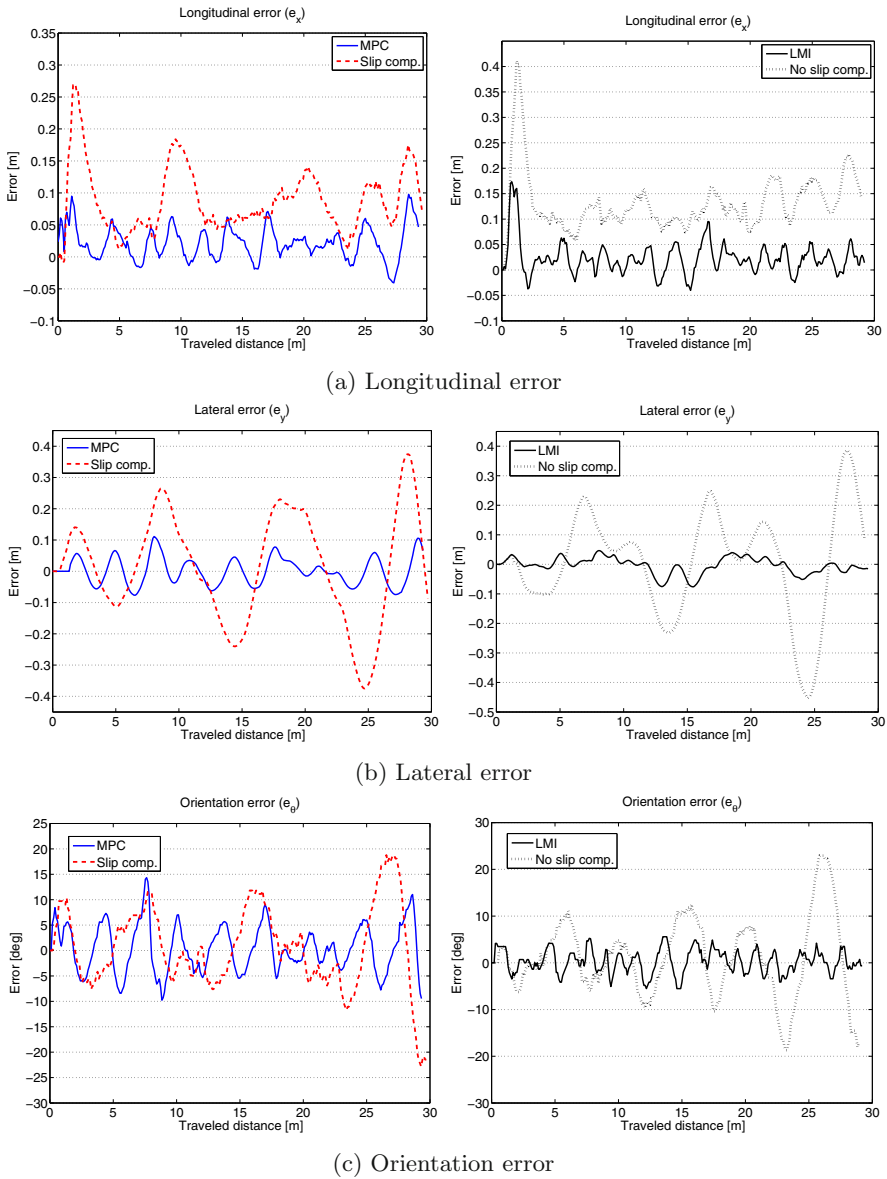 Longitudinal error (e_x)
MPC
Slip comp.
0.35
0.3
0.25
0.2
0.15
0.1
0.05
0
−0.05
−0.1
Error [m]
0 5 10 15 20 25 30
Traveled distance [m]
Longitudinal error (e_x)
LMI
No slip comp.
0.4
0.35
0.3
0.25
0.2
0.15
0.1
0.05
0
−0.05
−0.1
Error [m]
0 5 10 15 20 25 30
Traveled distance [m]
(a) Longitudinal error
Lateral error (e_y)
MPC
Slip comp.
0.4
0.3
0.2
0.1
0
−0.1
−0.2
−0.3
−0.4
Error [m]
0 5 10 15 20 25 30
Traveled distance [m]
Lateral error (e_y)
LMI
No slip comp.
0.4
0.3
0.2
0.1
0
−0.1
−0.2
−0.3
−0.4
−0.5
Error [m]
0 5 10 15 20 25 30
Traveled distance [m]
(b) Lateral error
Orientation error (e_θ)
MPC
Slip comp.
25
20
15
10
5
0
−5
−10
−15
−20
−25
−30
Error [deg]
0 5 10 15 20 25 30
Traveled distance [m]
Orientation error (e_θ)
LMI
No slip comp.
30
20
10
0
−10
−20
−30
Error [deg]
0 5 10 15 20 25 30
Traveled distance [m]
(c) Orientation error